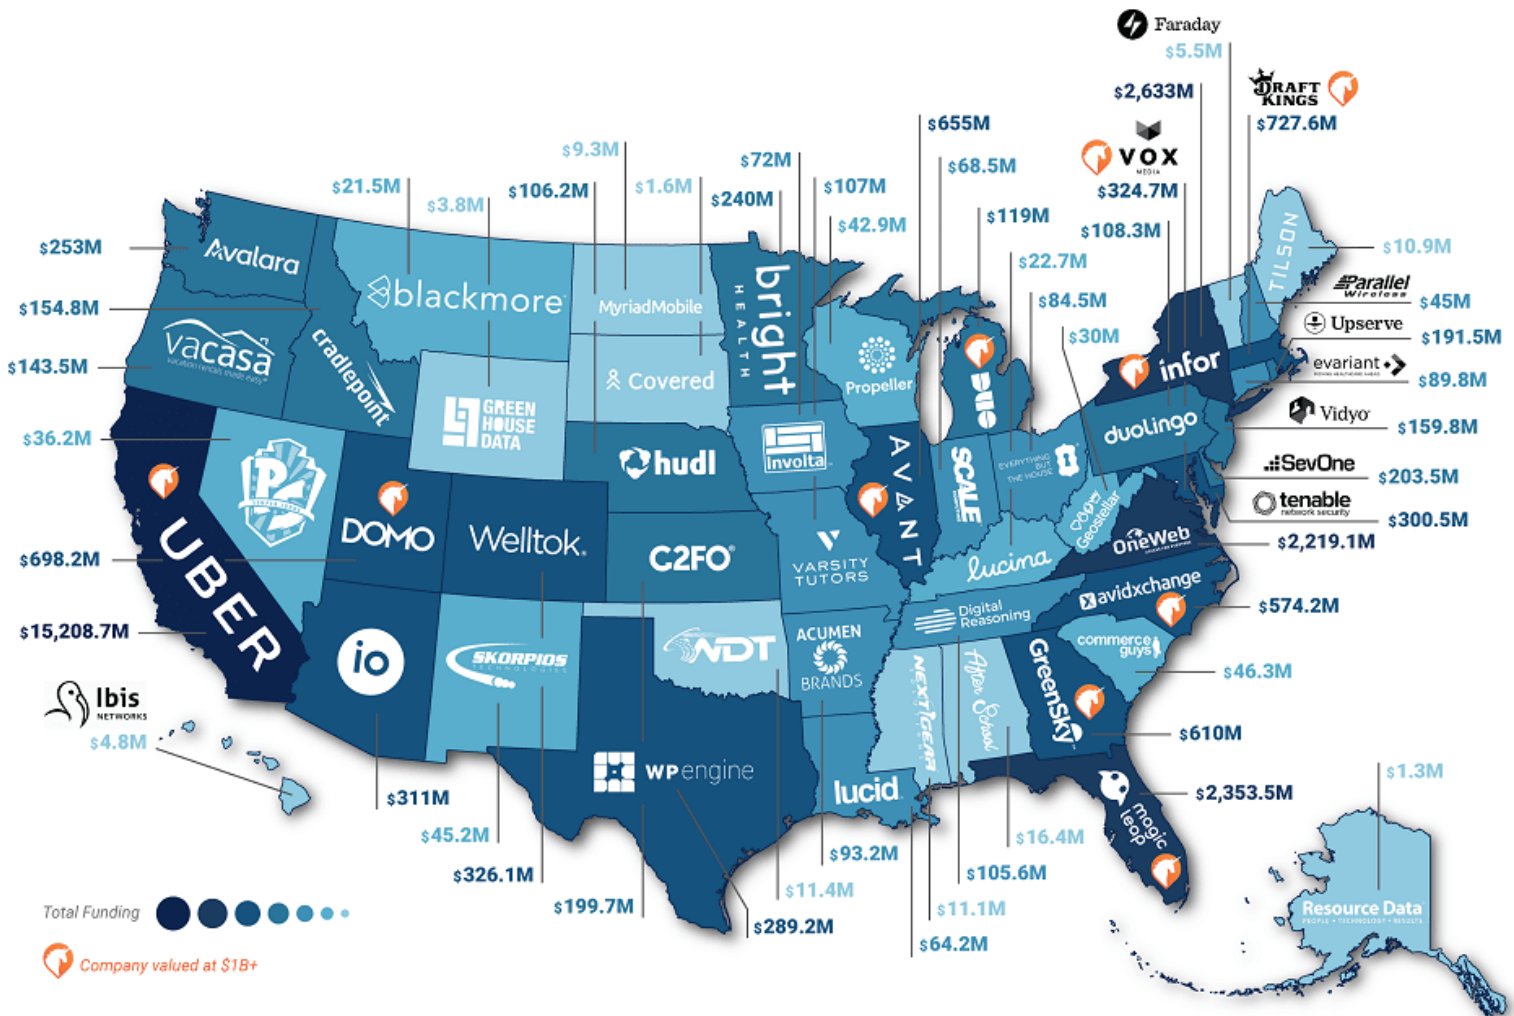 Faraday
$5.5M
$2,633M
DRAFT
KINGS
$727.6M
$655M
VOX
MEDIA
$324.7M
$68.5M
$9.3M
$72M
$21.5M
$3.8M
$106.2M
$1.6M
$240M
$107M
$42.9M
$119M
$108.3M
$22.7M
$84.5M
$30M
TILSON
$10.9M
$253M
Avalara
blackmore
MyriadMobile
bright
HEALTH
Parallel
Wireless
$45M
$154.8M
vacasa
vacation rentals made easy
cradlepoint
Upserve
$191.5M
$143.5M
GREEN
HOUSE
DATA
Covered
Propeller
DUO
infor
evariant
$89.8M
$36.2M
hudl
Involta
AVANT
SCALE
EVERYTHING
BUT
THE HOUSE
duolingo
Vidyo
$159.8M
SevOne
$203.5M
DOMO
Welltok.
C2FO
VARSITY
TUTORS
lucina
Geostellar
OneWeb
tenable
network security
$300.5M
$2,219.1M
$698.2M
UBER
$15,208.7M
io
SKORPIOS
TECHNOLOGIES
NDT
ACUMEN
BRANDS
Digital
Reasoning
avidxchange
$574.2M
commerce
guys
$46.3M
Ibis
NETWORKS
$4.8M
WPengine
lucid
NEXTGEAR
After School
GreenSky
$610M
magic
leap
$2,353.5M
$311M
$45.2M
$326.1M
$199.7M
$289.2M
$11.4M
$93.2M
$64.2M
$11.1M
$105.6M
$16.4M
$1.3M
Resource Data
PEOPLE • TECHNOLOGY • RESULTS
Total Funding
Company valued at $1B+